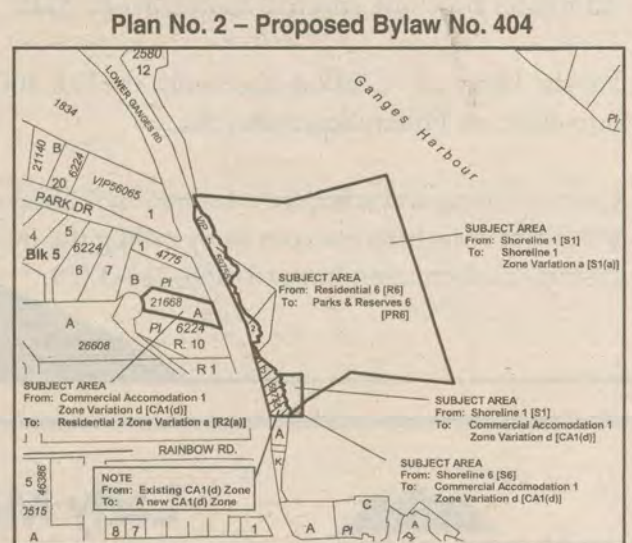 Plan No. 2 – Proposed Bylaw No. 404
2580
12
LOWER GANGES RD
1834
Ganges Harbour
Pl
21140
B
20
6224
VIP56065
PARK DR
1
4
5
Blk 5
6224
6
7
1
4775
B
Pl
21668
A
A
Pl 6224
26608
R. 10
R 1
VIP
SUBJECT AREA
From: Shoreline 1 [S1]
To: Shoreline 1
Zone Variation a [S1(a)]
SUBJECT AREA
From: Residential 6 [R6]
To: Parks & Reserves 6
[PR6]
SUBJECT AREA
From: Commercial Accomodation 1
Zone Variation d [CA1(d)]
To: Residential 2 Zone Variation a [R2(a)]
SUBJECT AREA
From: Shoreline 1 [S1]
To: Commercial Accomodation 1
Zone Variation d [CA1(d)]
RAINBOW RD.
A
K
SUBJECT AREA
From: Shoreline 6 [S6]
To: Commercial Accomodation 1
Zone Variation d [CA1(d)]
NOTE
From: Existing CA1(d) Zone
To: A new CA1(d) Zone
5
46386
A
8
7
1
A
Pl
C
A